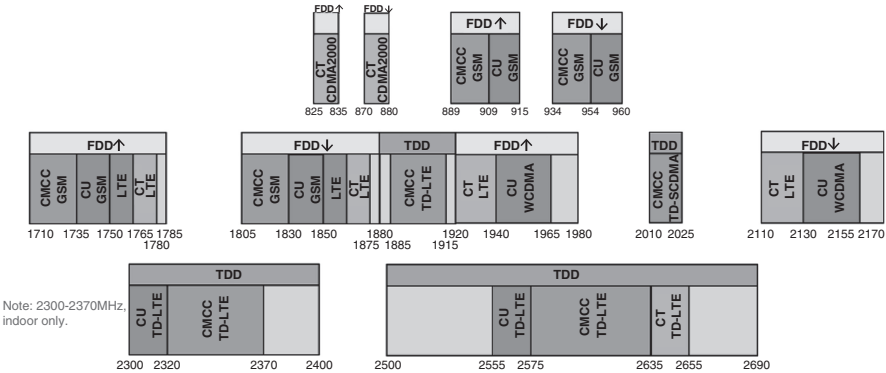 FDD↑ FDD↓ FDD↑ FDD↓
CT CDMA2000 CT CDMA2000 CMCC GSM CU GSM CMCC GSM CU GSM
825 835 870 880 889 909 915 934 954 960
FDD↑ FDD↓ TDD FDD↑ TDD FDD↓
CMCC GSM CU GSM LTE CT LTE CMCC GSM CU GSM LTE CT LTE CMCC TD-LTE CT LTE CU WCDMA CMCC TD-SCDMA CT LTE CU WCDMA
1710 1735 1750 1765 1785 1805 1830 1850 1880 1920 1940 1965 1980 2010 2025 2110 2130 2155 2170
1780 1875 1885 1915
TDD TDD
Note: 2300-2370MHz,
indoor only.
CU TD-LTE CMCC TD-LTE CU TD-LTE CMCC TD-LTE CT TD-LTE
2300 2320 2370 2400 2500 2555 2575 2635 2655 2690